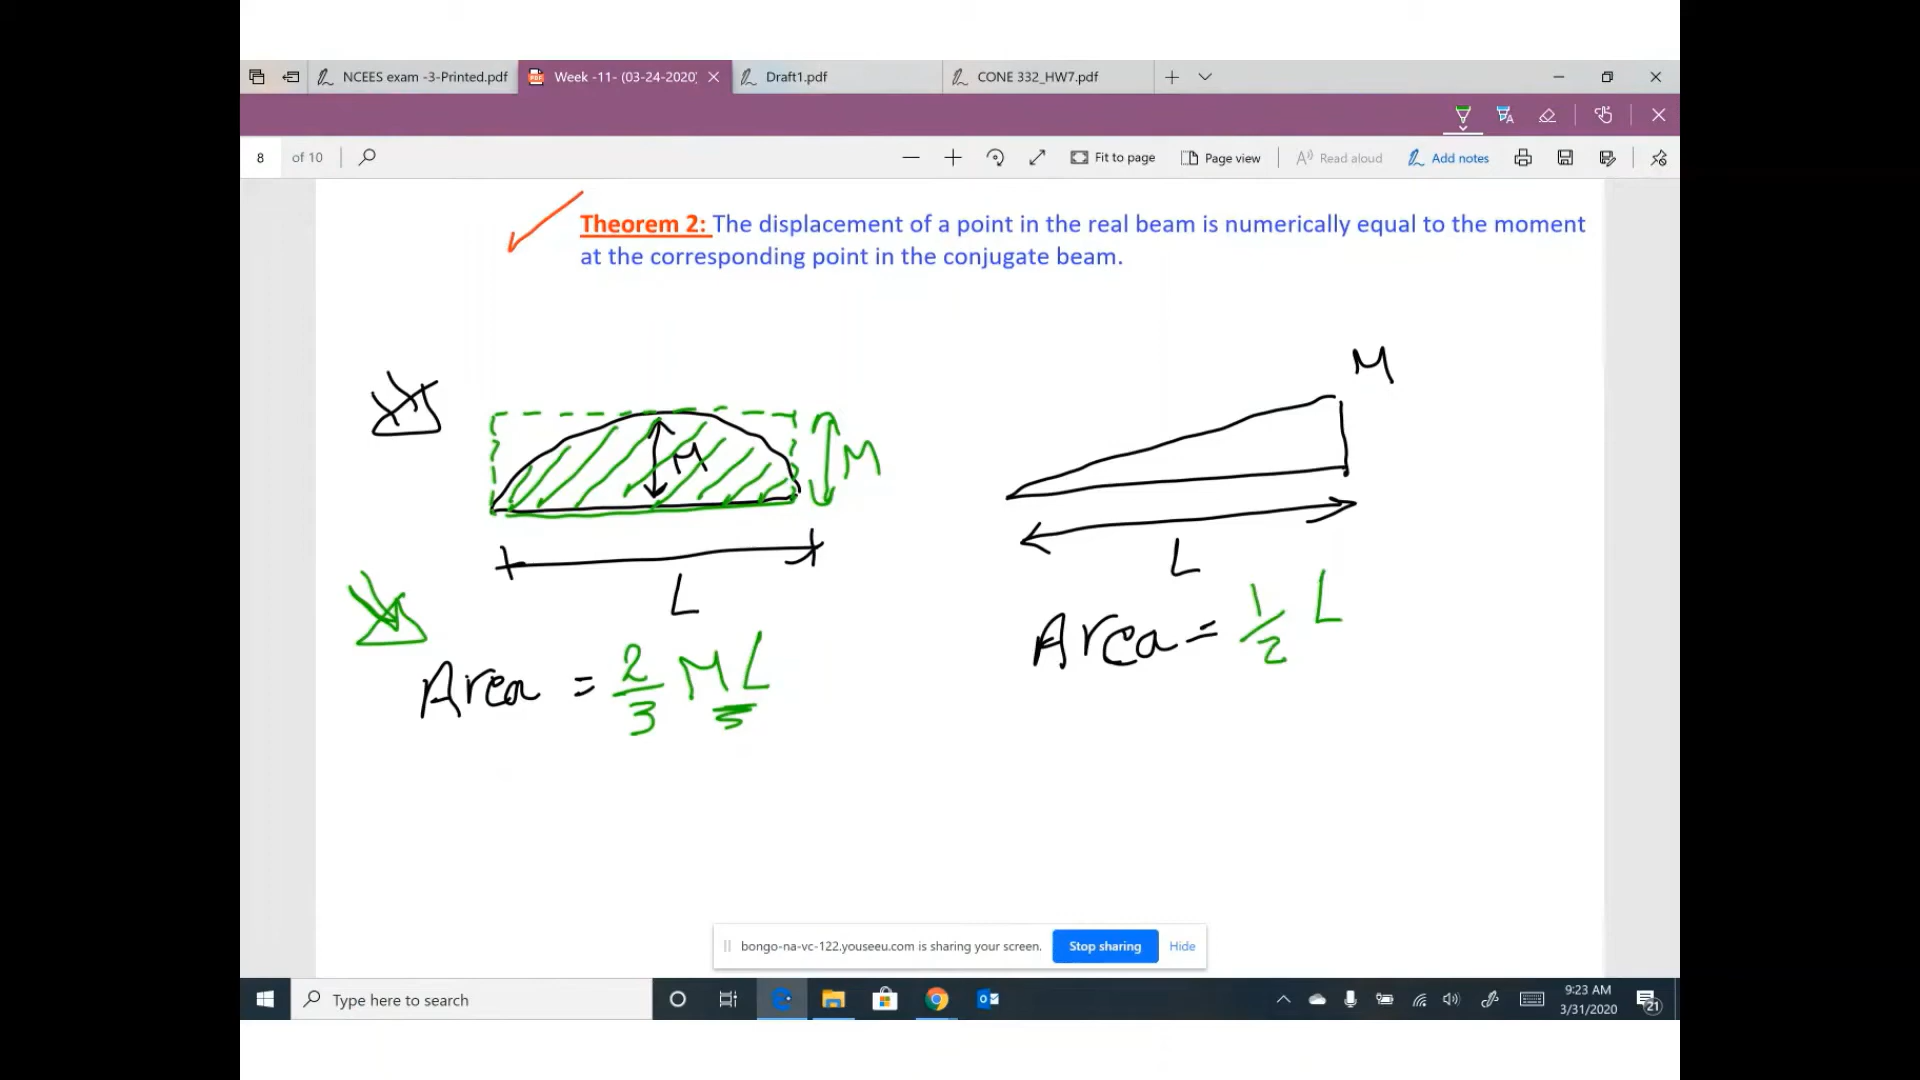 NCEES exam -3-Printed.pdf Week -11- (03-24-2020) Draft1.pdf CONE 332_HW7.pdf
8 of 10 Fit to page Page view Read aloud Add notes
Theorem 2: The displacement of a point in the real beam is numerically equal to the moment
at the corresponding point in the conjugate beam.
M
M M
L
L
Area = 1/2 L
Area = 2/3 ML
bongo-na-vc-122.youseeu.com is sharing your screen. Stop sharing Hide
Type here to search
9:23 AM
3/31/2020
21